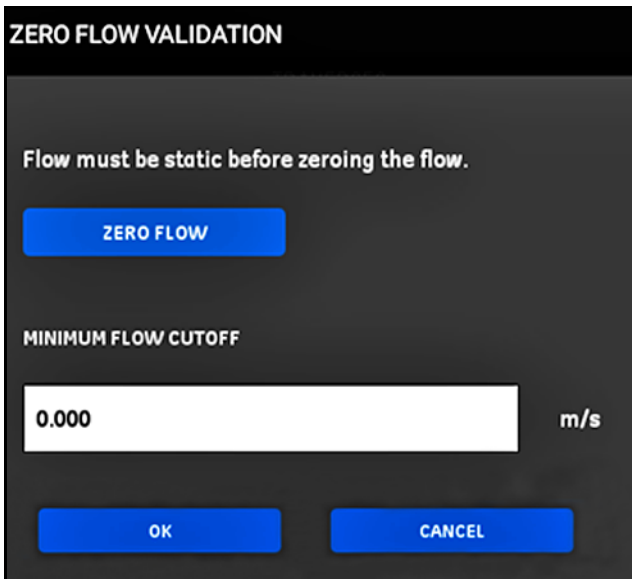 ZERO FLOW VALIDATION
Flow must be static before zeroing the flow.
ZERO FLOW
MINIMUM FLOW CUTOFF
0.000 m/s
OK CANCEL